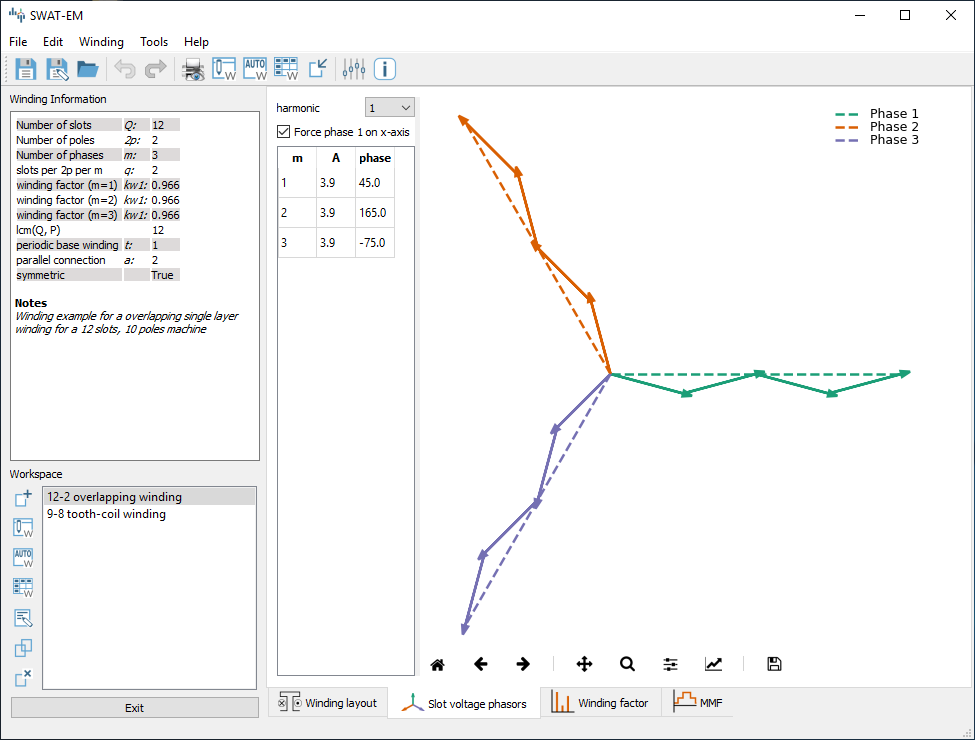 SWAT-EM
File Edit Winding Tools Help
Winding Information
Number of slots Q: 12
Number of poles 2p: 2
Number of phases m: 3
slots per 2p per m q: 2
winding factor (m=1) kw1: 0.966
winding factor (m=2) kw1: 0.966
winding factor (m=3) kw1: 0.966
lcm(Q, P) 12
periodic base winding t: 1
parallel connection a: 2
symmetric True
Notes
Winding example for a overlapping single layer
winding for a 12 slots, 10 poles machine
Workspace
12-2 overlapping winding
9-8 tooth-coil winding
AUTO
W
Exit
harmonic 1
Force phase 1 on x-axis
m A phase
1 3.9 45.0
2 3.9 165.0
3 3.9 -75.0
Phase 1
Phase 2
Phase 3
Winding layout Slot voltage phasors Winding factor MMF